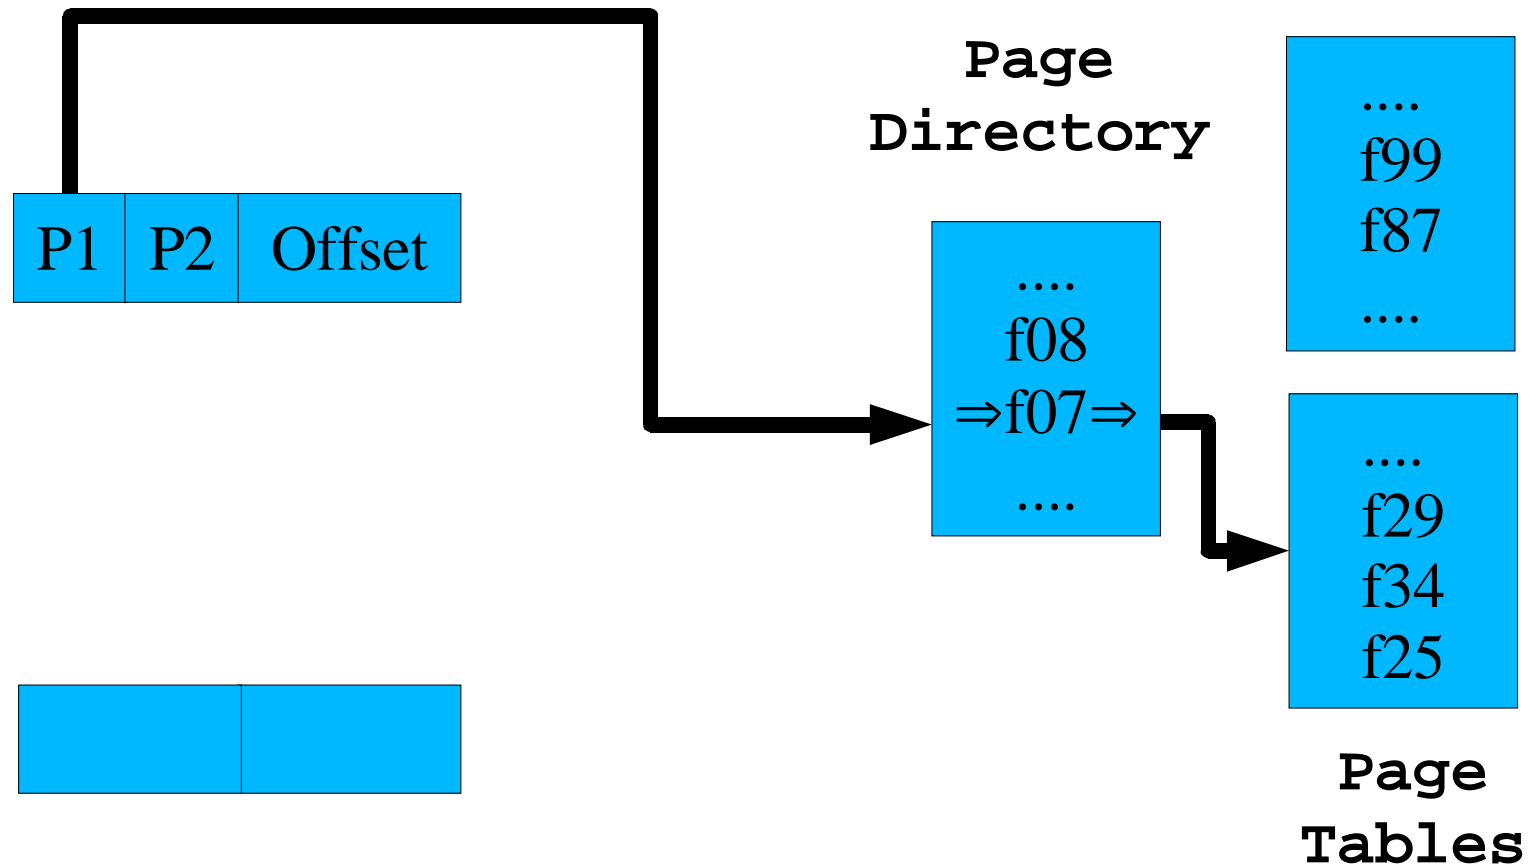 Page
Directory
P1 P2 Offset
....
f08
⇒f07⇒
....
....
f99
f87
....
....
f29
f34
f25
Page
Tables